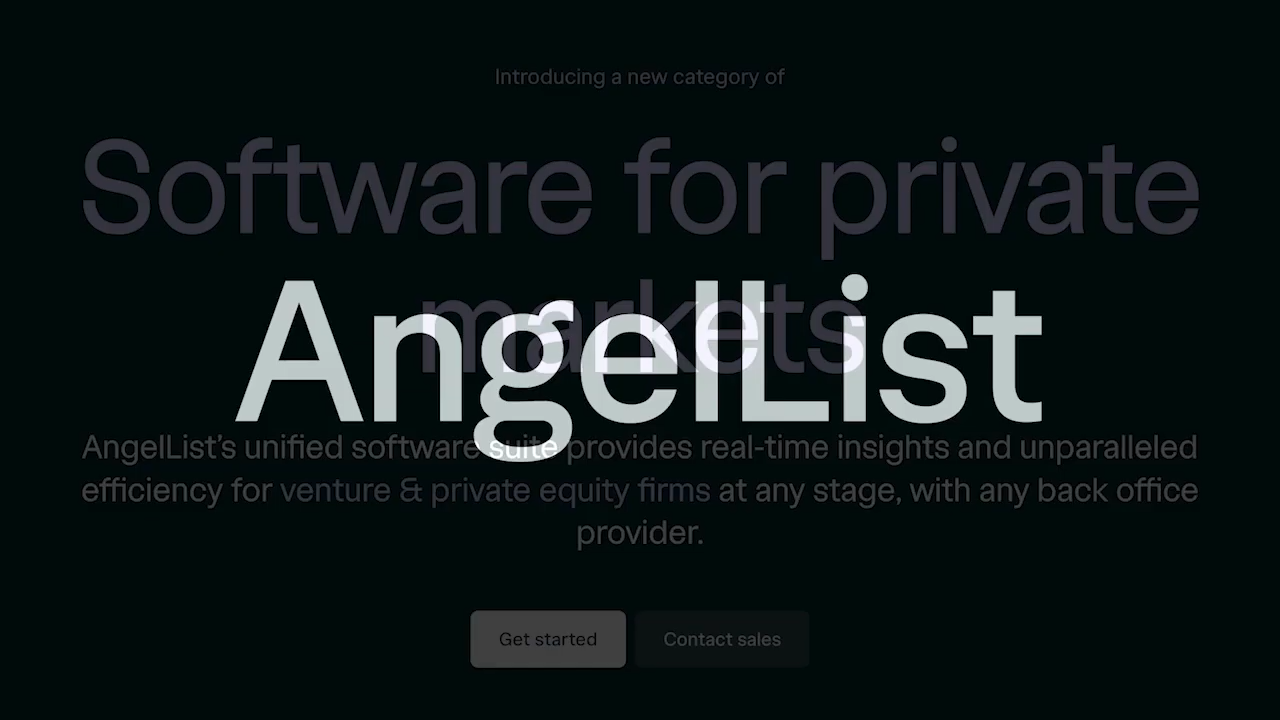 Introducing a new category of
Software for private
markets
AngelList
AngelList’s unified software suite provides real-time insights and unparalleled
efficiency for venture & private equity firms at any stage, with any back office
provider.
Get started
Contact sales